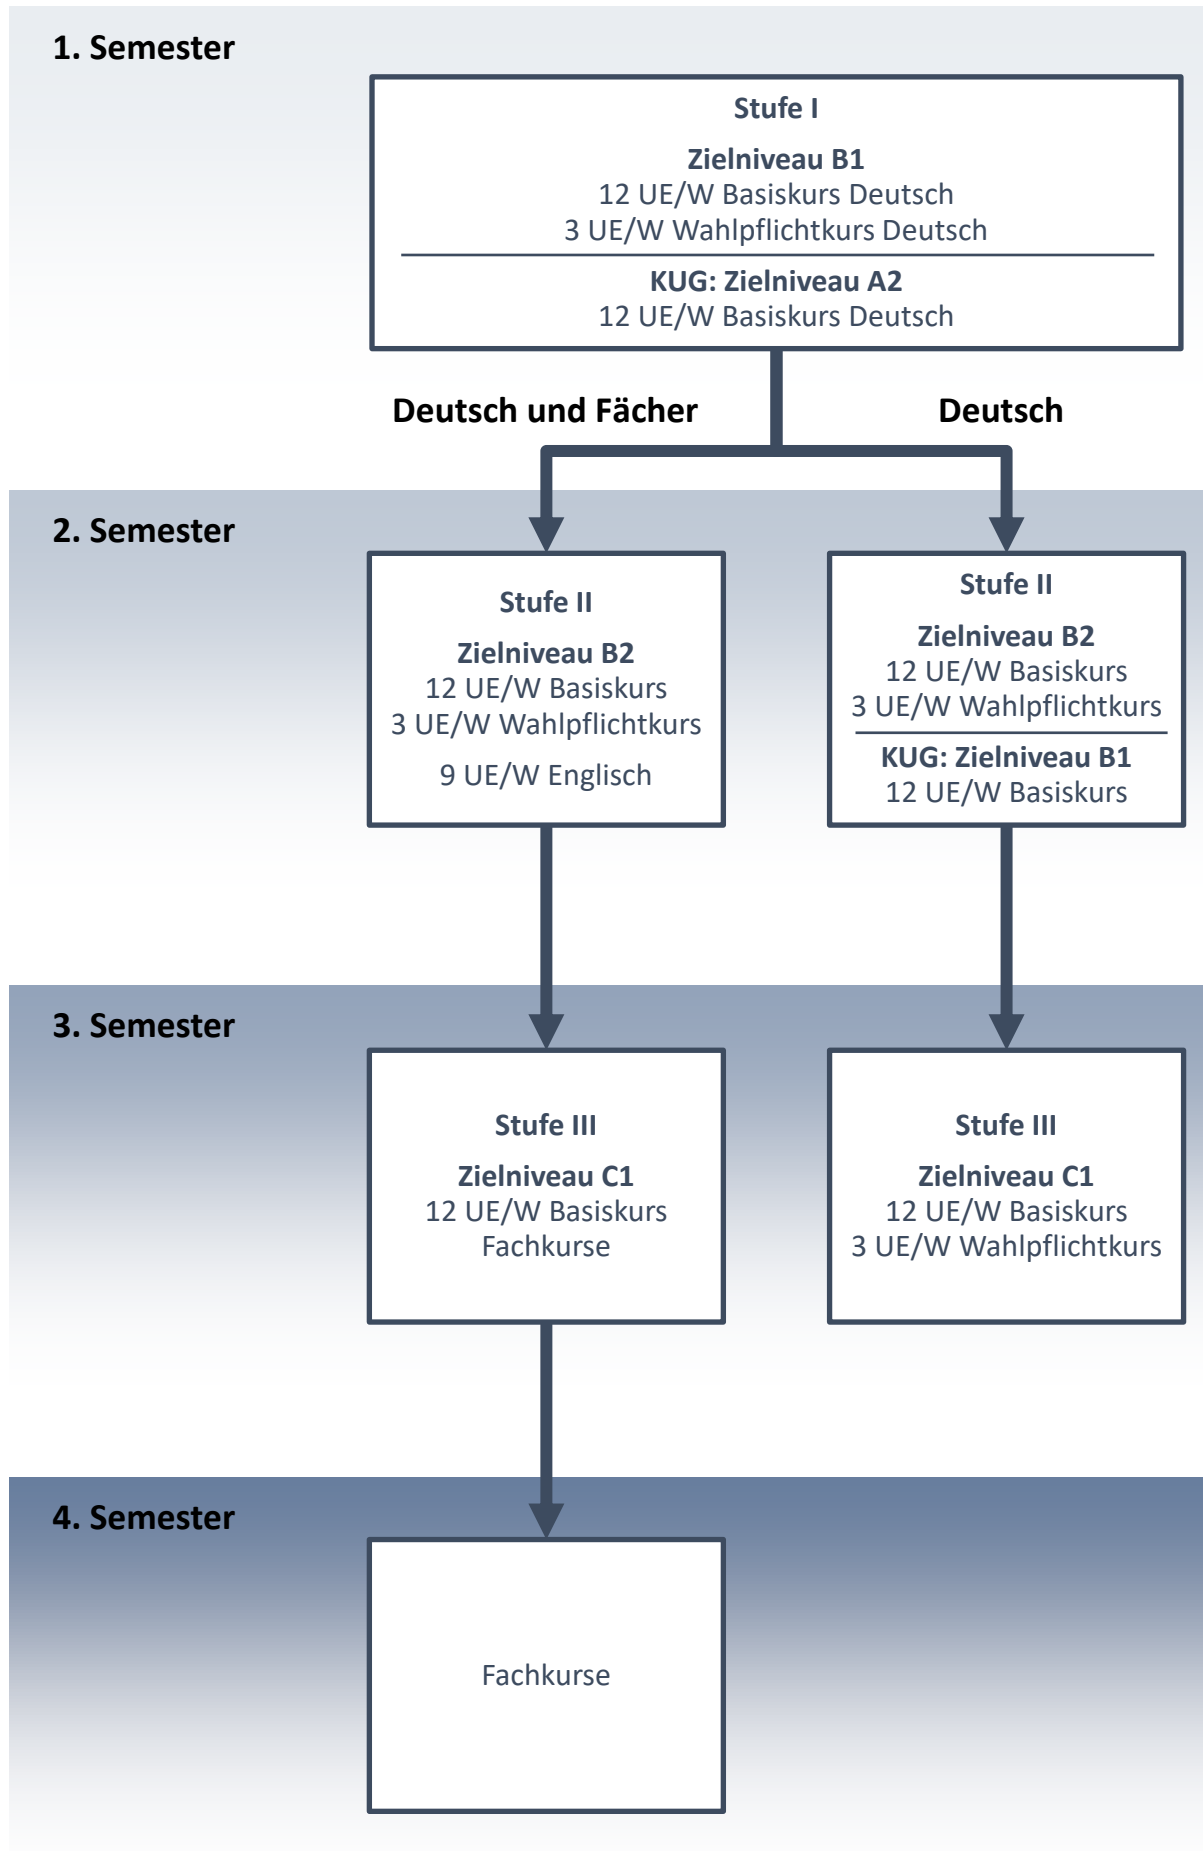 1. Semester
Stufe I
Zielniveau B1
12 UE/W Basiskurs Deutsch
3 UE/W Wahlpflichtkurs Deutsch
KUG: Zielniveau A2
12 UE/W Basiskurs Deutsch
Deutsch und Fächer
Deutsch
2. Semester
Stufe II
Zielniveau B2
12 UE/W Basiskurs
3 UE/W Wahlpflichtkurs
9 UE/W Englisch
Stufe II
Zielniveau B2
12 UE/W Basiskurs
3 UE/W Wahlpflichtkurs
KUG: Zielniveau B1
12 UE/W Basiskurs
3. Semester
Stufe III
Zielniveau C1
12 UE/W Basiskurs
Fachkurse
Stufe III
Zielniveau C1
12 UE/W Basiskurs
3 UE/W Wahlpflichtkurs
4. Semester
Fachkurse